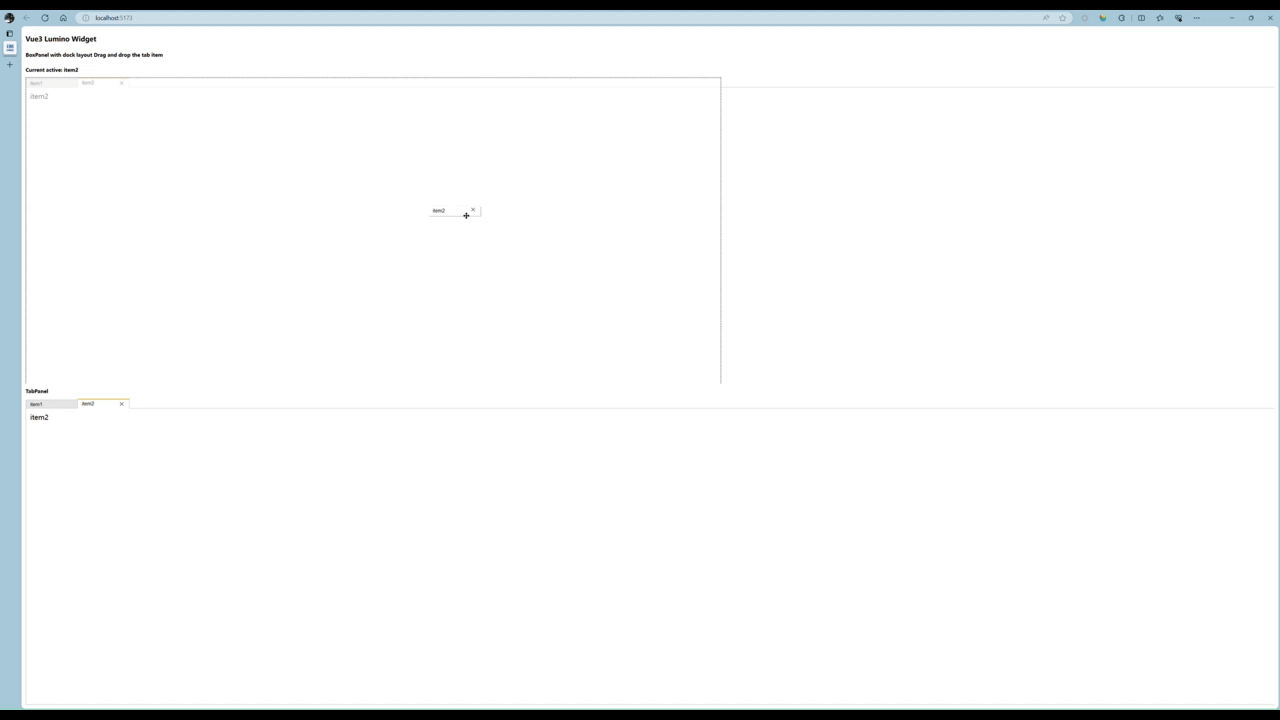 localhost:5173
Vue3 Lumino Widget
BoxPanel with dock layout Drag and drop the tab item
Current active: item2
item1
item2
item2
item2
TabPanel
item1
item2
item2